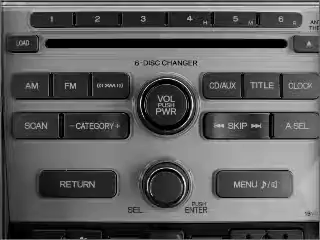 1 2 3 4 5 6
LOAD
6-DISC CHANGER
AM FM CD/AUX TITLE CLOCK
VOL
PUSH
PWR
SCAN −CATEGORY+ ⏮ SKIP ⏭ A.SEL
RETURN MENU ♪/
SEL PUSH
ENTER